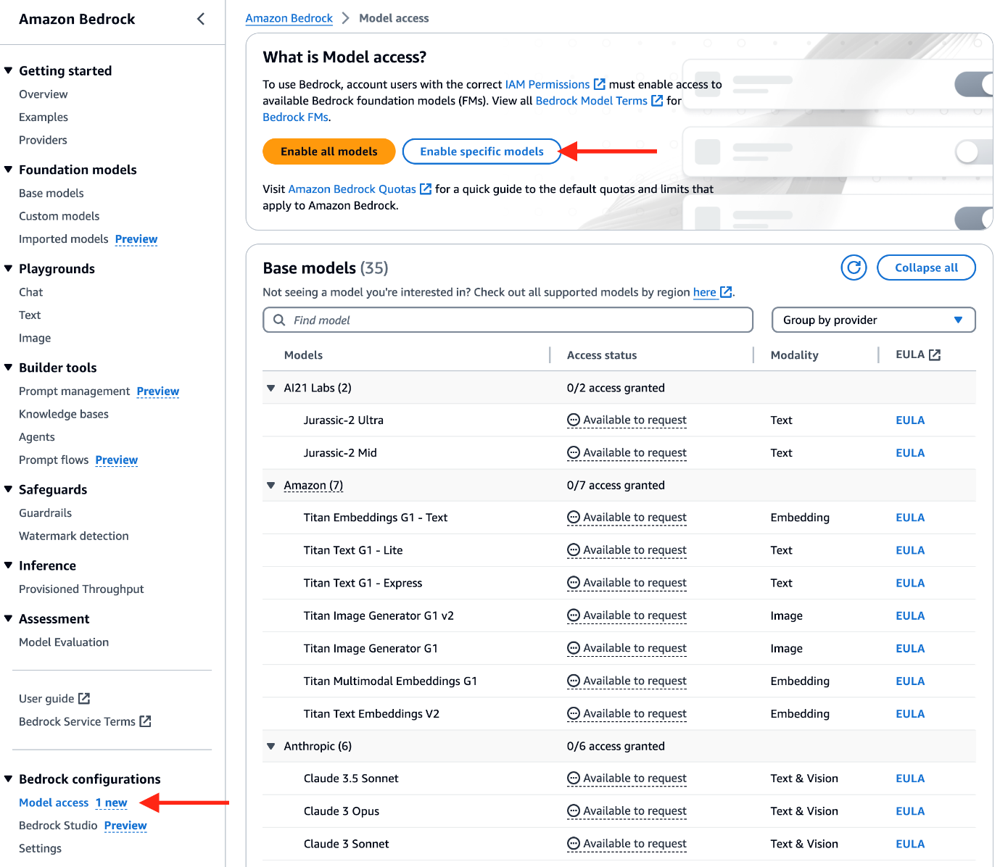 Amazon Bedrock
Getting started
Overview
Examples
Providers
Foundation models
Base models
Custom models
Imported models Preview
Playgrounds
Chat
Text
Image
Builder tools
Prompt management Preview
Knowledge bases
Agents
Prompt flows Preview
Safeguards
Guardrails
Watermark detection
Inference
Provisioned Throughput
Assessment
Model Evaluation
User guide
Bedrock Service Terms
Bedrock configurations
Model access 1 new
Bedrock Studio Preview
Settings
Amazon Bedrock > Model access
What is Model access?
To use Bedrock, account users with the correct IAM Permissions must enable access to
available Bedrock foundation models (FMs). View all Bedrock Model Terms for
Bedrock FMs.
Enable all models Enable specific models
Visit Amazon Bedrock Quotas for a quick guide to the default quotas and limits that
apply to Amazon Bedrock.
Base models (35) Collapse all
Not seeing a model you're interested in? Check out all supported models by region here.
Find model Group by provider
Models Access status Modality EULA
AI21 Labs (2) 0/2 access granted
Jurassic-2 Ultra Available to request Text EULA
Jurassic-2 Mid Available to request Text EULA
Amazon (7) 0/7 access granted
Titan Embeddings G1 - Text Available to request Embedding EULA
Titan Text G1 - Lite Available to request Text EULA
Titan Text G1 - Express Available to request Text EULA
Titan Image Generator G1 v2 Available to request Image EULA
Titan Image Generator G1 Available to request Image EULA
Titan Multimodal Embeddings G1 Available to request Embedding EULA
Titan Text Embeddings V2 Available to request Embedding EULA
Anthropic (6) 0/6 access granted
Claude 3.5 Sonnet Available to request Text & Vision EULA
Claude 3 Opus Available to request Text & Vision EULA
Claude 3 Sonnet Available to request Text & Vision EULA